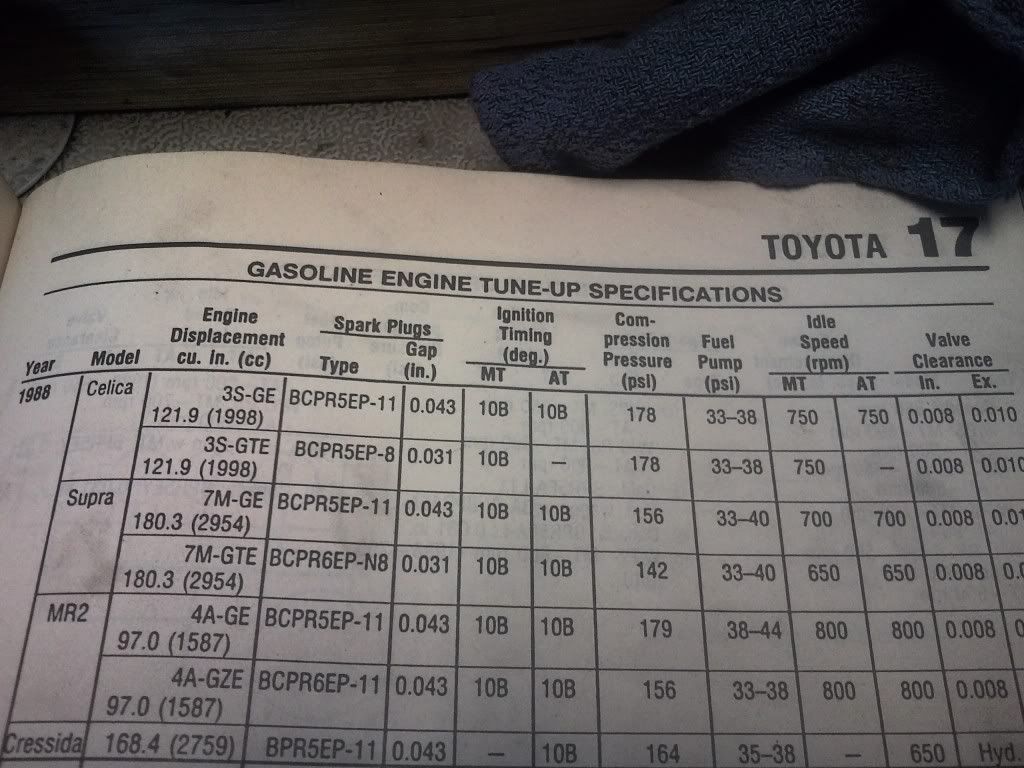 TOYOTA 17
GASOLINE ENGINE TUNE-UP SPECIFICATIONS
Year Model Engine Displacement cu. in. (cc) Spark Plugs Type Gap (in.) Ignition Timing (deg.) MT AT Com- pression Pressure (psi) Fuel Pump (psi) Idle Speed (rpm) MT AT Valve Clearance In. Ex.
1988 Celica 3S-GE
121.9 (1998) BCPR5EP-11 0.043 10B 10B 178 33–38 750 750 0.008 0.010
3S-GTE
121.9 (1998) BCPR5EP-8 0.031 10B — 178 33–38 750 — 0.008 0.010
Supra 7M-GE
180.3 (2954) BCPR5EP-11 0.043 10B 10B 156 33–40 700 700 0.008
7M-GTE
180.3 (2954) BCPR6EP-N8 0.031 10B 10B 142 33–40 650 650 0.008
MR2 4A-GE
97.0 (1587) BCPR5EP-11 0.043 10B 10B 179 38–44 800 800 0.008
4A-GZE
97.0 (1587) BCPR6EP-11 0.043 10B 10B 156 33–38 800 800 0.008
Cressida 168.4 (2759) BPR5EP-11 0.043 — 10B 164 35–38 — 650 Hyd.